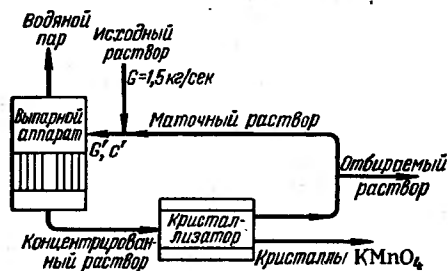 Водяной
пар
Исходный
раствор
G=1,5 кг/сек
Выпарной
аппарат
Маточный раствор
G', c'
Отбираемый
раствор
Кристал-
лизатор
Концентрирован-
ный раствор
Кристаллы KMnO₄